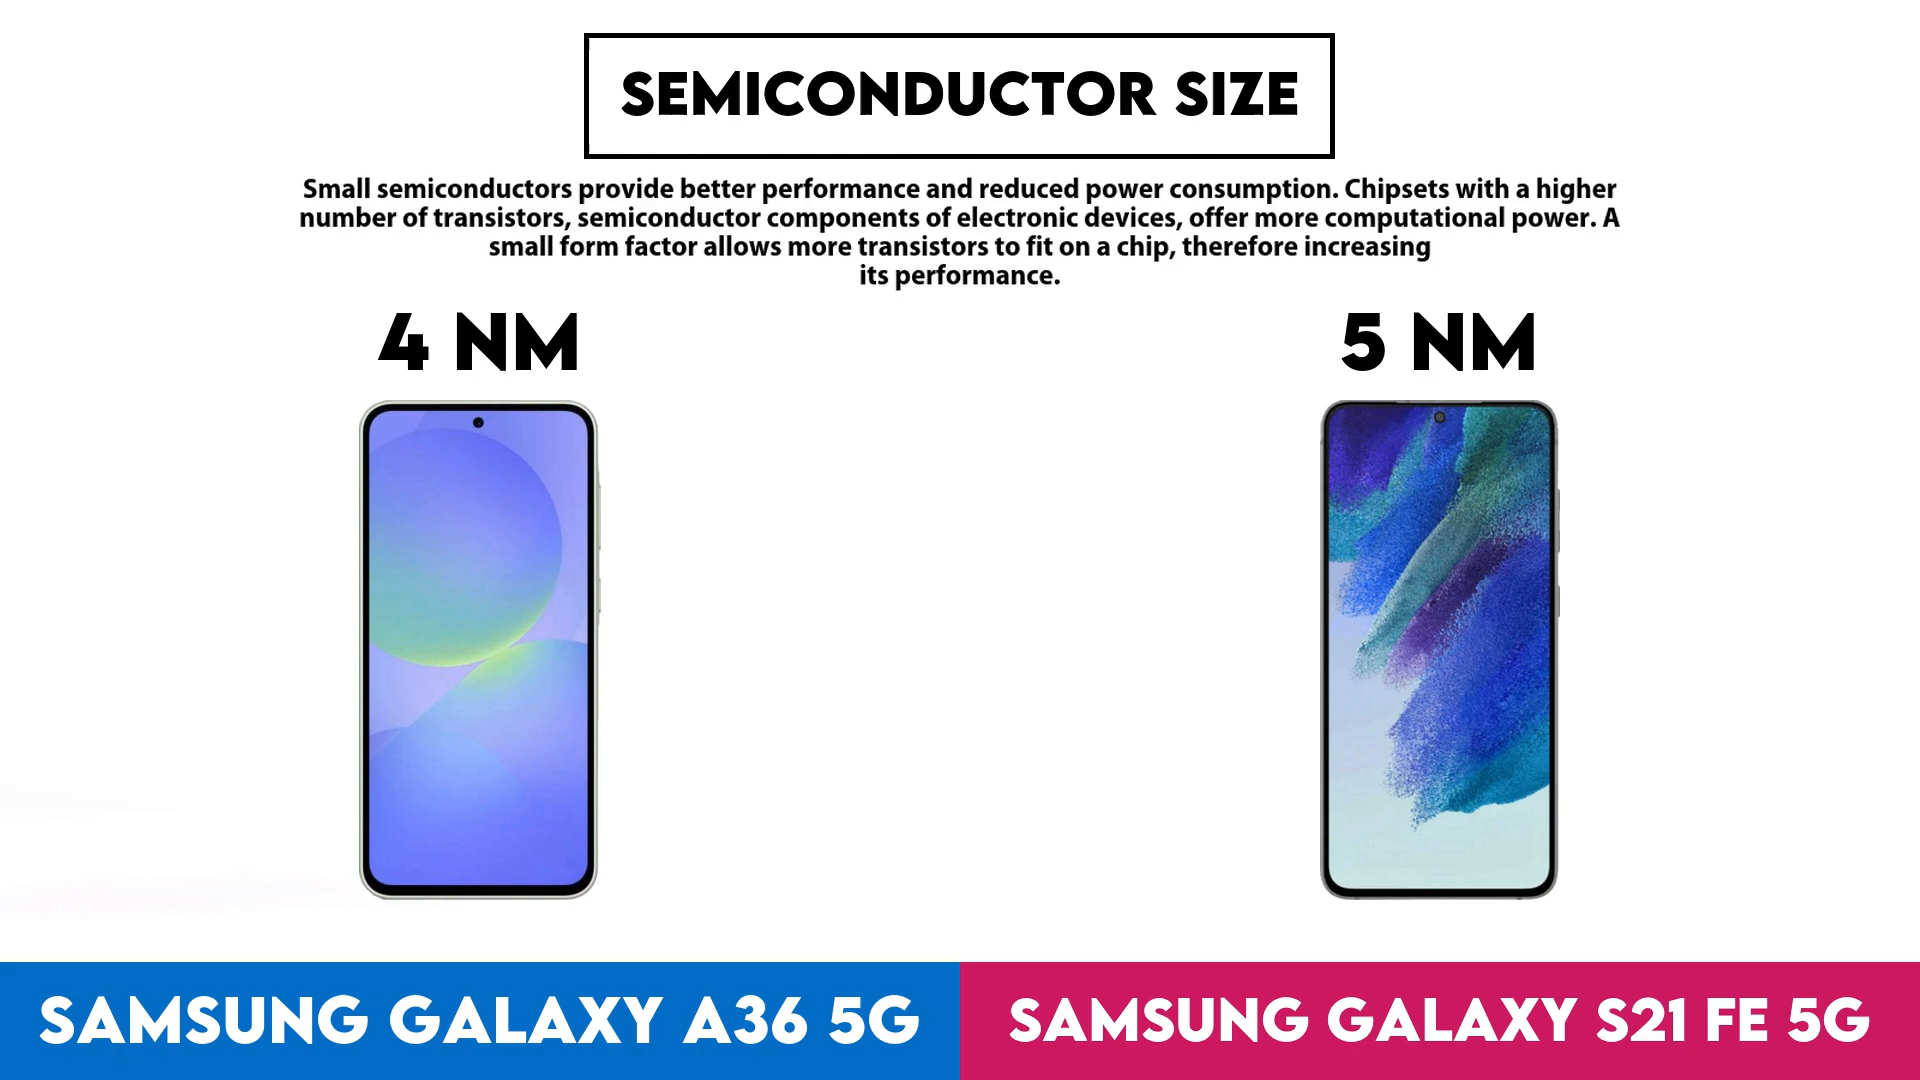 SEMICONDUCTOR SIZE
Small semiconductors provide better performance and reduced power consumption. Chipsets with a higher
number of transistors, semiconductor components of electronic devices, offer more computational power. A
small form factor allows more transistors to fit on a chip, therefore increasing
its performance.
4 NM
5 NM
SAMSUNG GALAXY A36 5G
SAMSUNG GALAXY S21 FE 5G